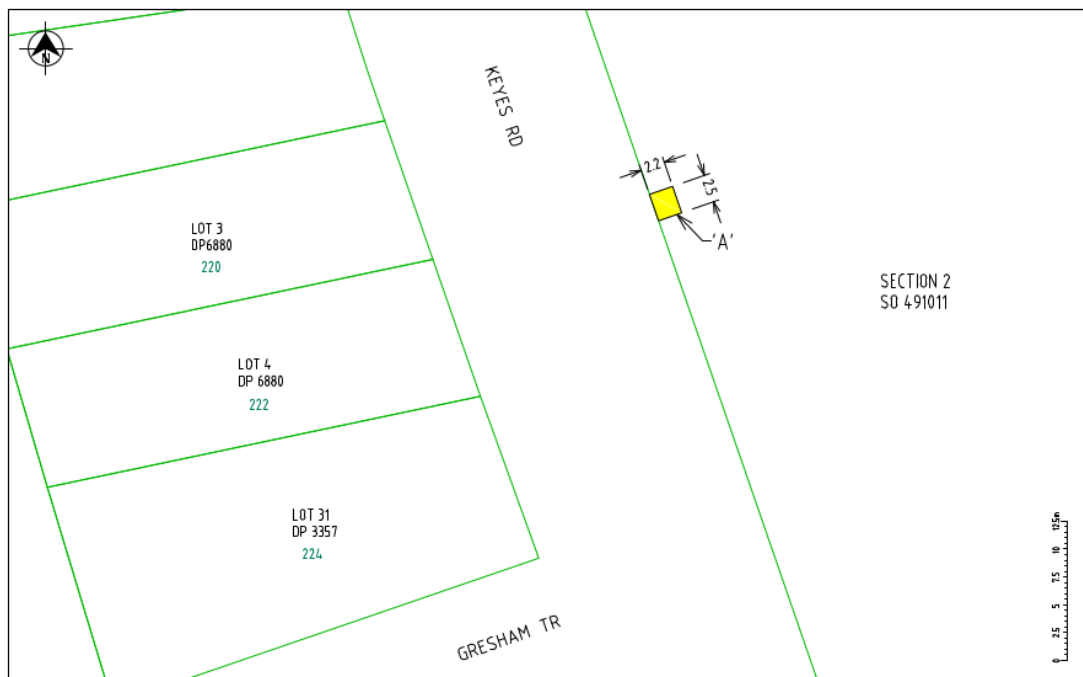 N
KEYES RD
2.2
2.5
'A'
LOT 3
DP6880
220
SECTION 2
SO 491011
LOT 4
DP 6880
222
LOT 31
DP 3357
224
GRESHAM TR
12.5m
10
7.5
5
2.5
0